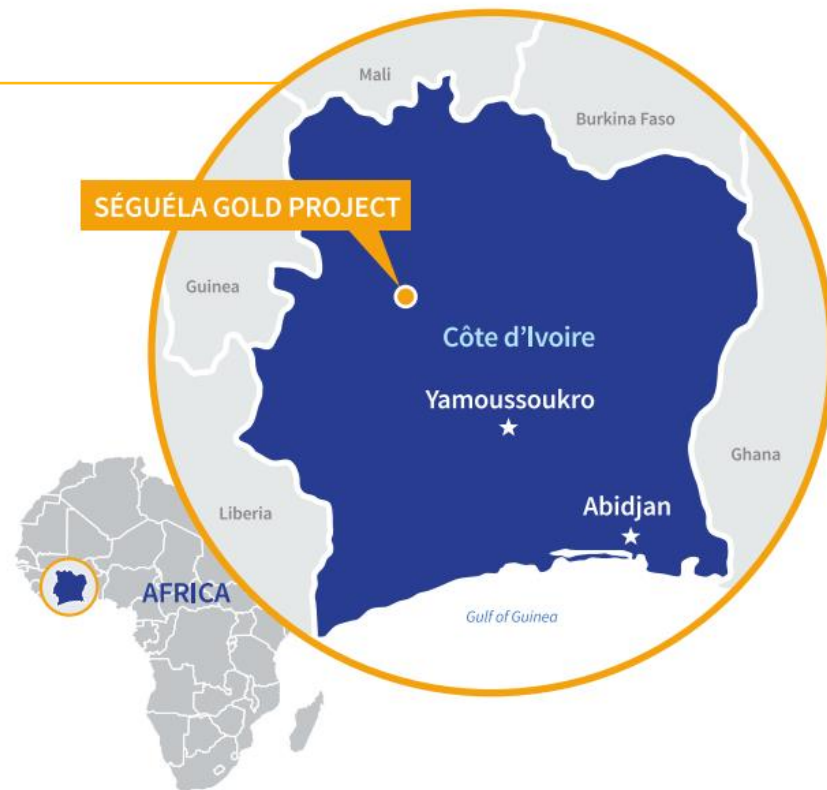 Mali
Burkina Faso
SÉGUÉLA GOLD PROJECT
Guinea
Côte d’Ivoire
Yamoussoukro
Ghana
Liberia
Abidjan
AFRICA
Gulf of Guinea